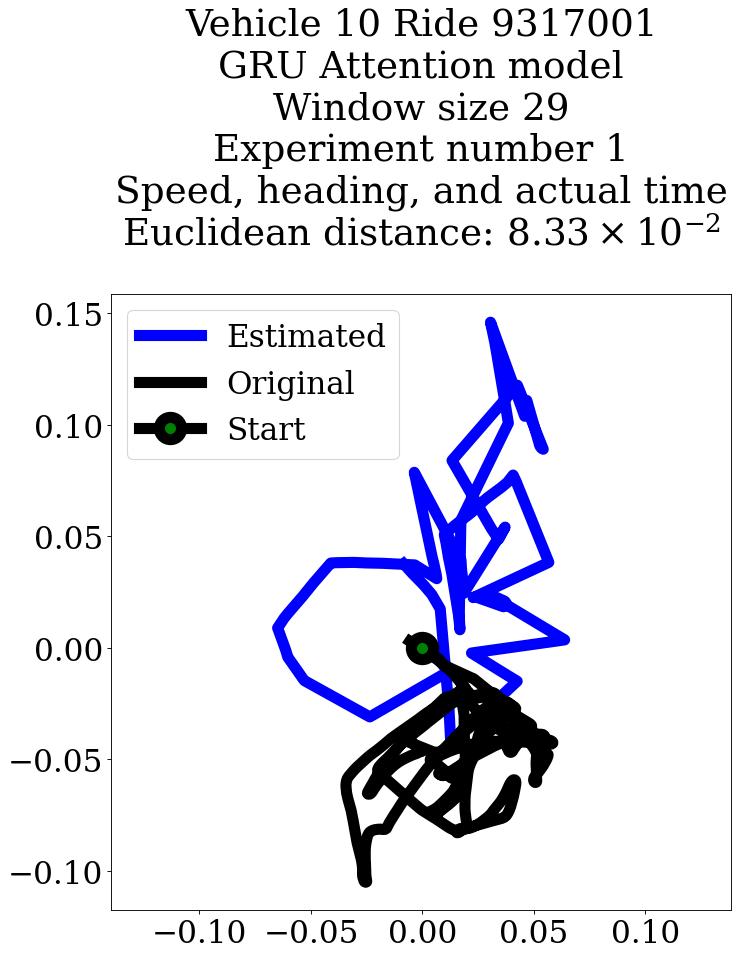 Vehicle 10 Ride 9317001
GRU Attention model
Window size 29
Experiment number 1
Speed, heading, and actual time
Euclidean distance: 8.33 × 10⁻²
0.15
0.10
0.05
0.00
−0.05
−0.10
Estimated
Original
Start
−0.10 −0.05 0.00 0.05 0.10